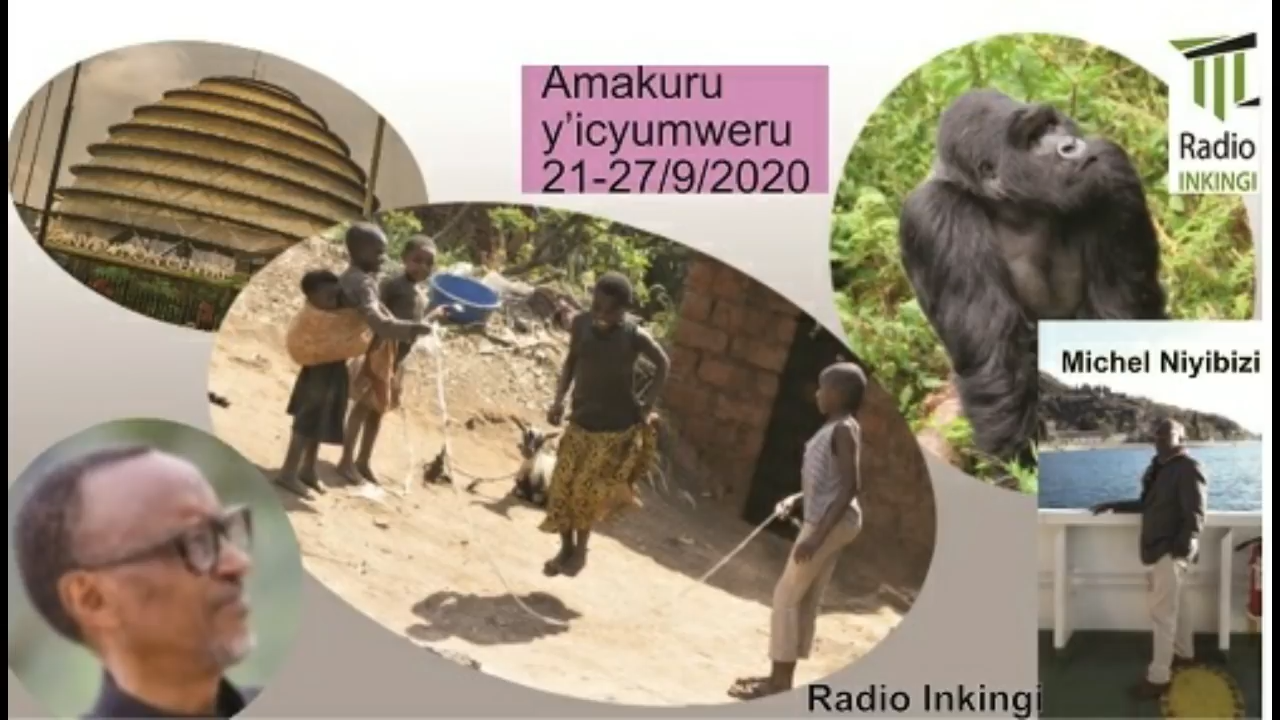 Amakuru
y'icyumweru
21-27/9/2020
Radio
INKINGI
Michel Niyibizi
Radio Inkingi